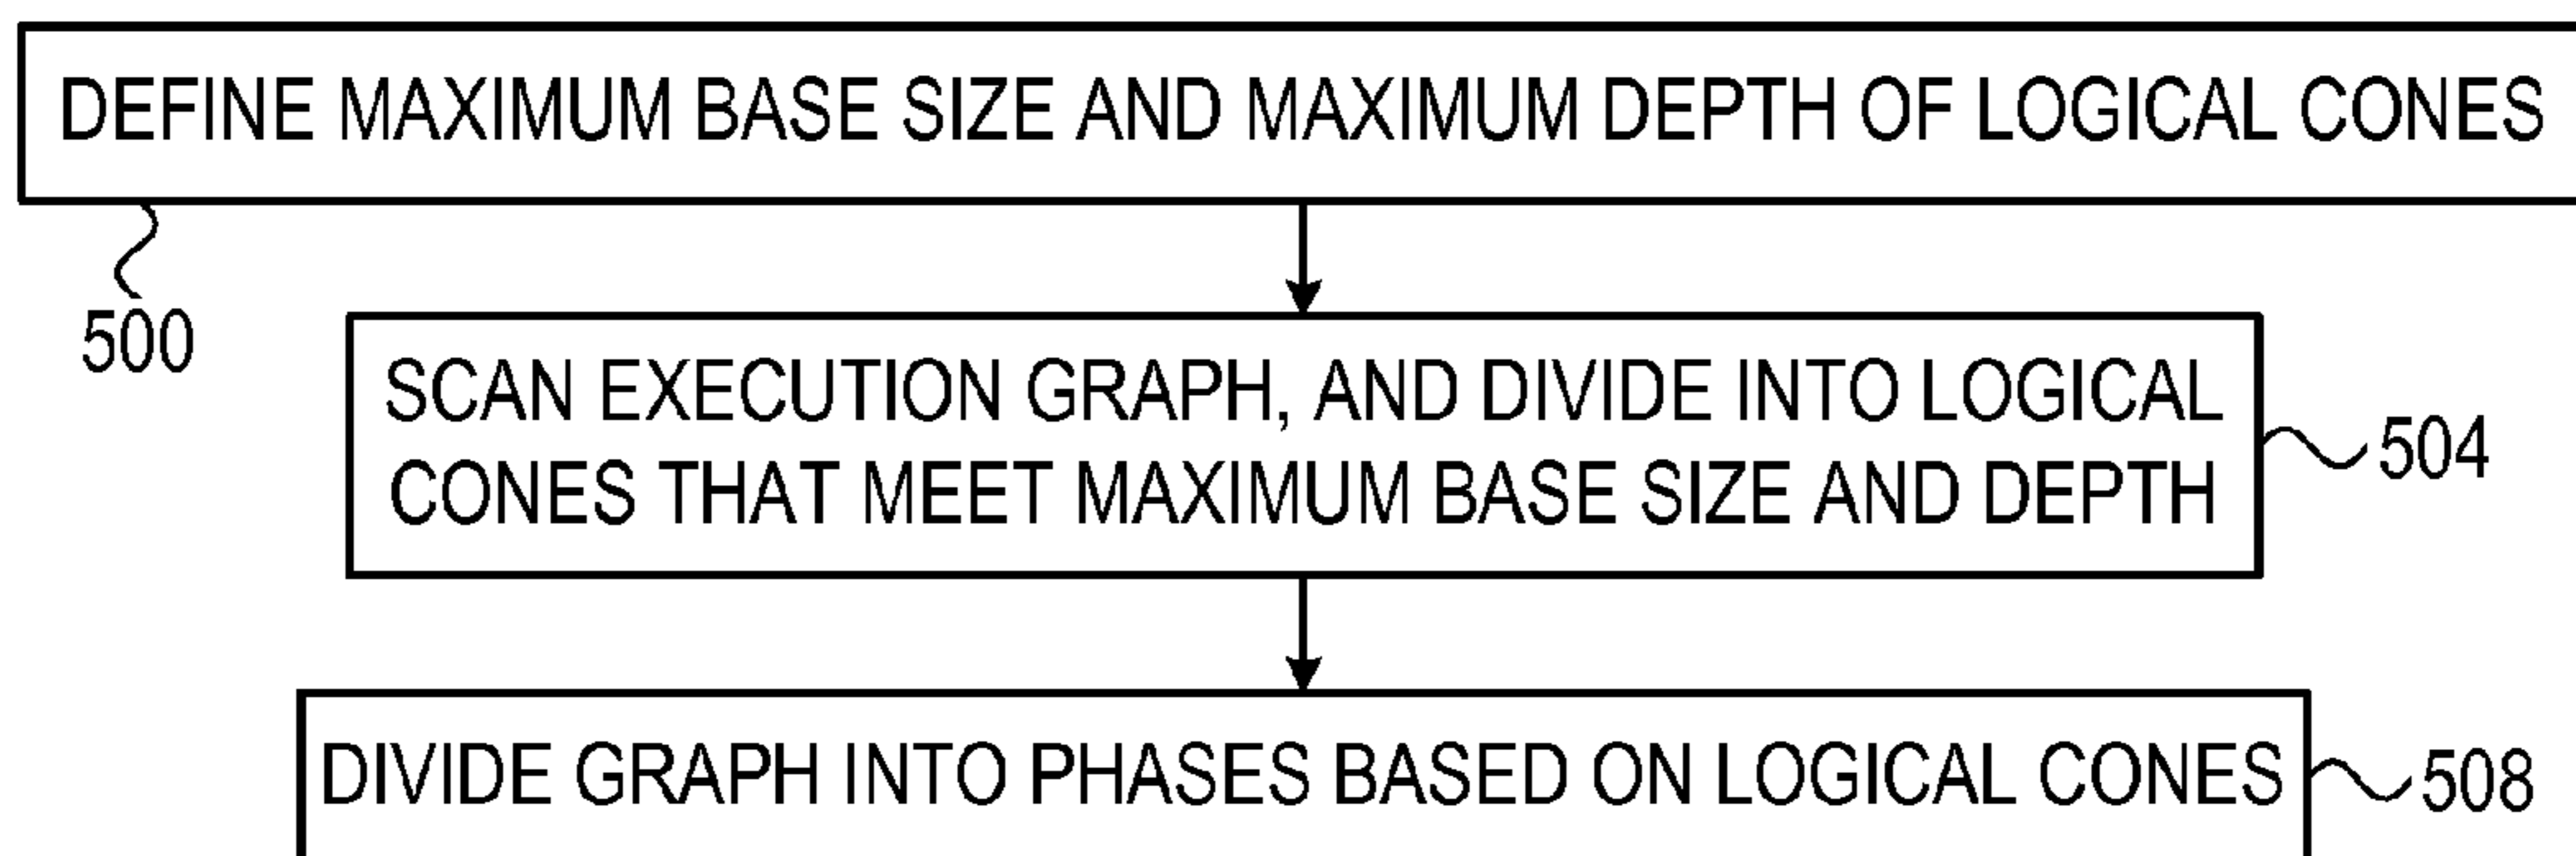 DEFINE MAXIMUM BASE SIZE AND MAXIMUM DEPTH OF LOGICAL CONES
500
SCAN EXECUTION GRAPH, AND DIVIDE INTO LOGICAL
CONES THAT MEET MAXIMUM BASE SIZE AND DEPTH
504
DIVIDE GRAPH INTO PHASES BASED ON LOGICAL CONES
508